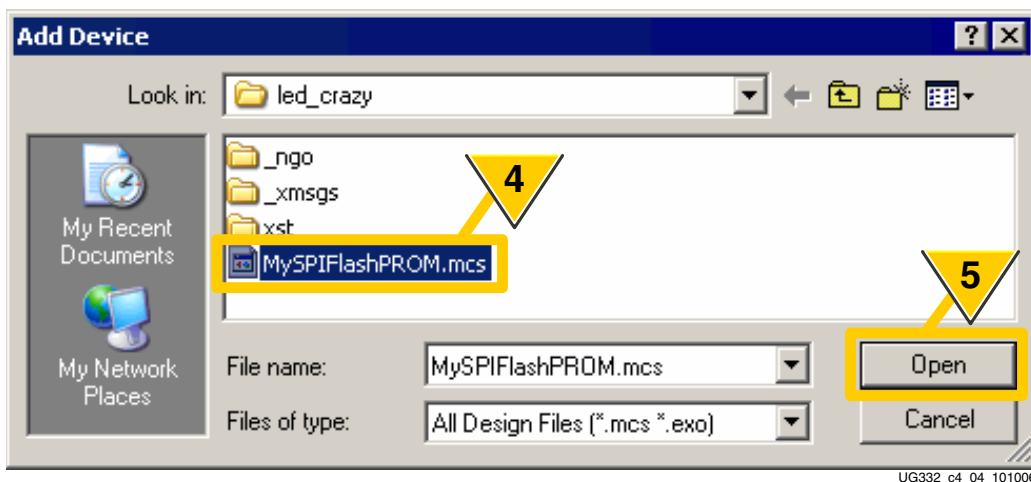 Add Device
Look in: led_crazy
_ngo
_xmsgs
xst
MySPIFlashPROM.mcs
4
My Recent
Documents
My Network
Places
5
File name: MySPIFlashPROM.mcs Open
Files of type: All Design Files (*.mcs *.exo) Cancel
UG332_c4_04_101006